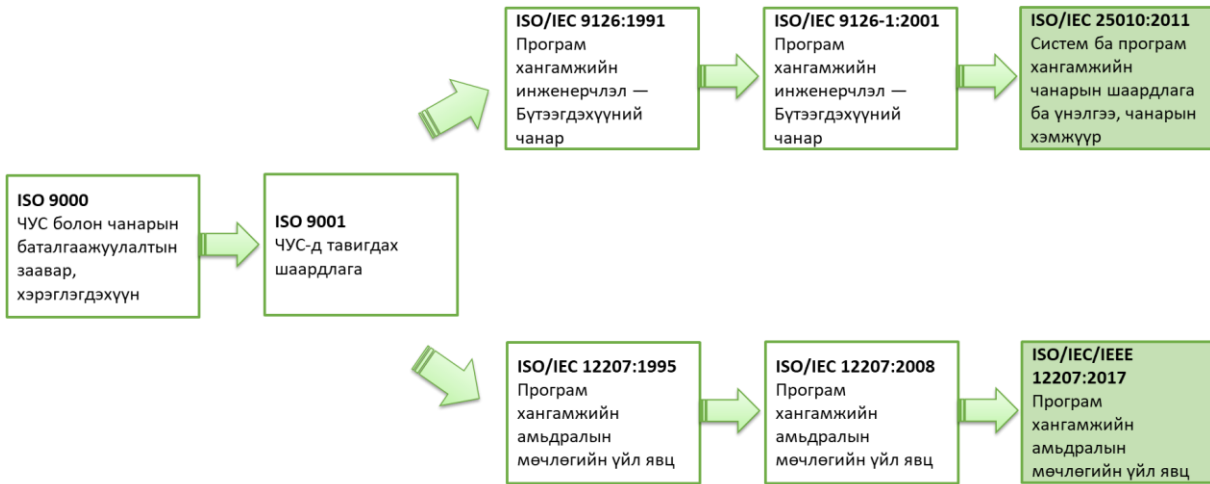 ISO/IEC 9126:1991
Програм
хангамжийн
инженерчлэл —
Бүтээгдэхүүний
чанар
ISO/IEC 9126-1:2001
Програм
хангамжийн
инженерчлэл —
Бүтээгдэхүүний
чанар
ISO/IEC 25010:2011
Систем ба програм
хангамжийн
чанарын шаардлага
ба үнэлгээ, чанарын
хэмжүүр
ISO 9000
ЧУС болон чанарын
баталгаажуулалтын
заавар,
хэрэглэгдэхүүн
ISO 9001
ЧУС-д тавигдах
шаардлага
ISO/IEC 12207:1995
Програм
хангамжийн
амьдралын
мөчлөгийн үйл явц
ISO/IEC 12207:2008
Програм
хангамжийн
амьдралын
мөчлөгийн үйл явц
ISO/IEC/IEEE
12207:2017
Програм
хангамжийн
амьдралын
мөчлөгийн үйл явц